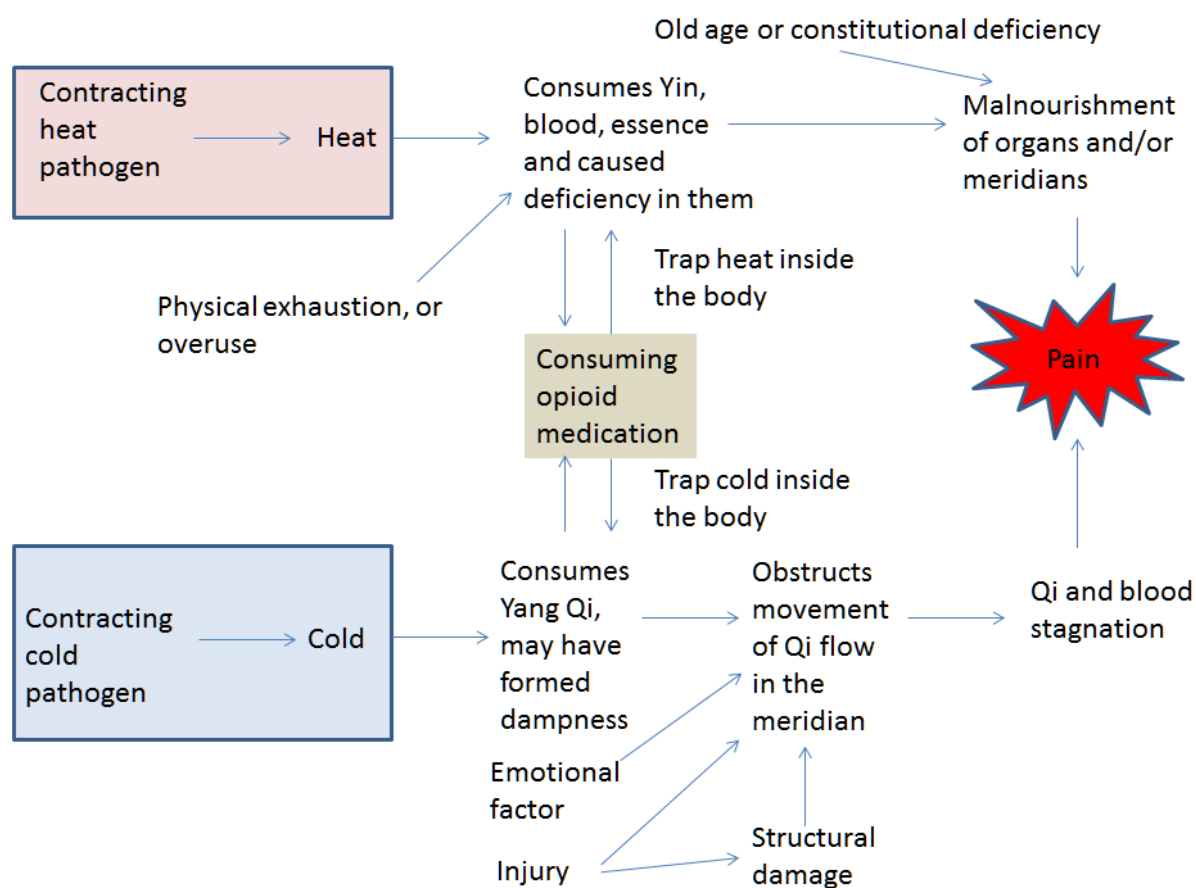 Old age or constitutional deficiency
Contracting
heat
pathogen
Heat
Consumes Yin,
blood, essence
and caused
deficiency in them
Malnourishment
of organs and/or
meridians
Physical exhaustion, or
overuse
Trap heat inside
the body
Consuming
opioid
medication
Pain
Trap cold inside
the body
Contracting
cold
pathogen
Cold
Consumes
Yang Qi,
may have
formed
dampness
Obstructs
movement
of Qi flow
in the
meridian
Qi and blood
stagnation
Emotional
factor
Injury
Structural
damage